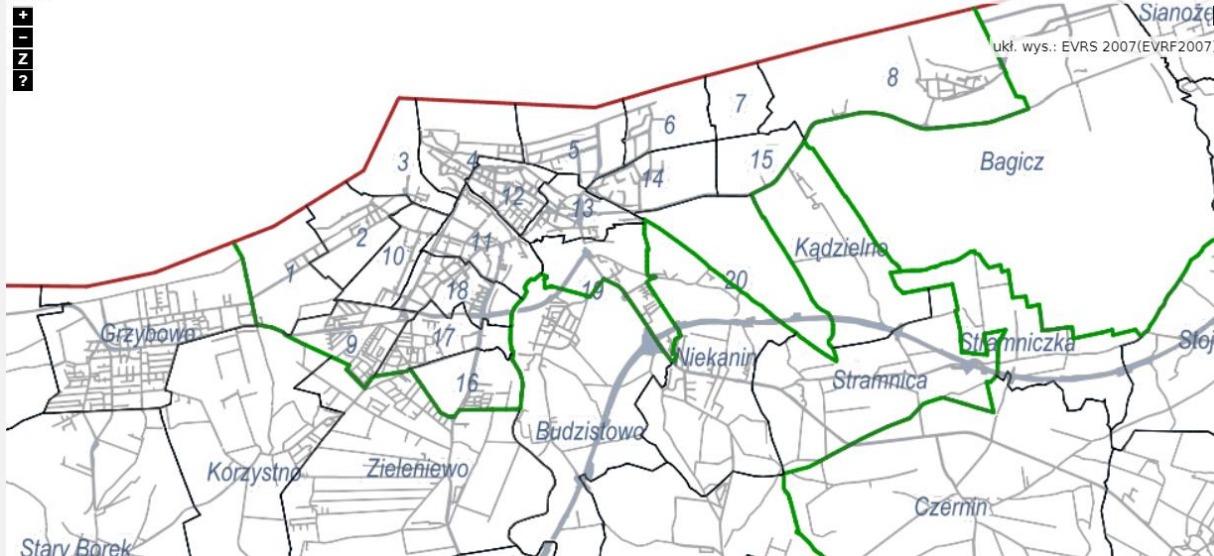 +
−
Z
?
Sianożę
ukł. wys.: EVRS 2007(EVRF2007)
8
7
6
5
4
3
15
14
12
13
Bagicz
2
10
11
1
Kądzielno
18
19
20
Grzybowo
9
17
16
Niekanin
Stramniczka
Stoj
Stramnica
Budzistowo
Korzystno
Zieleniewo
Czernin
Stary Borek